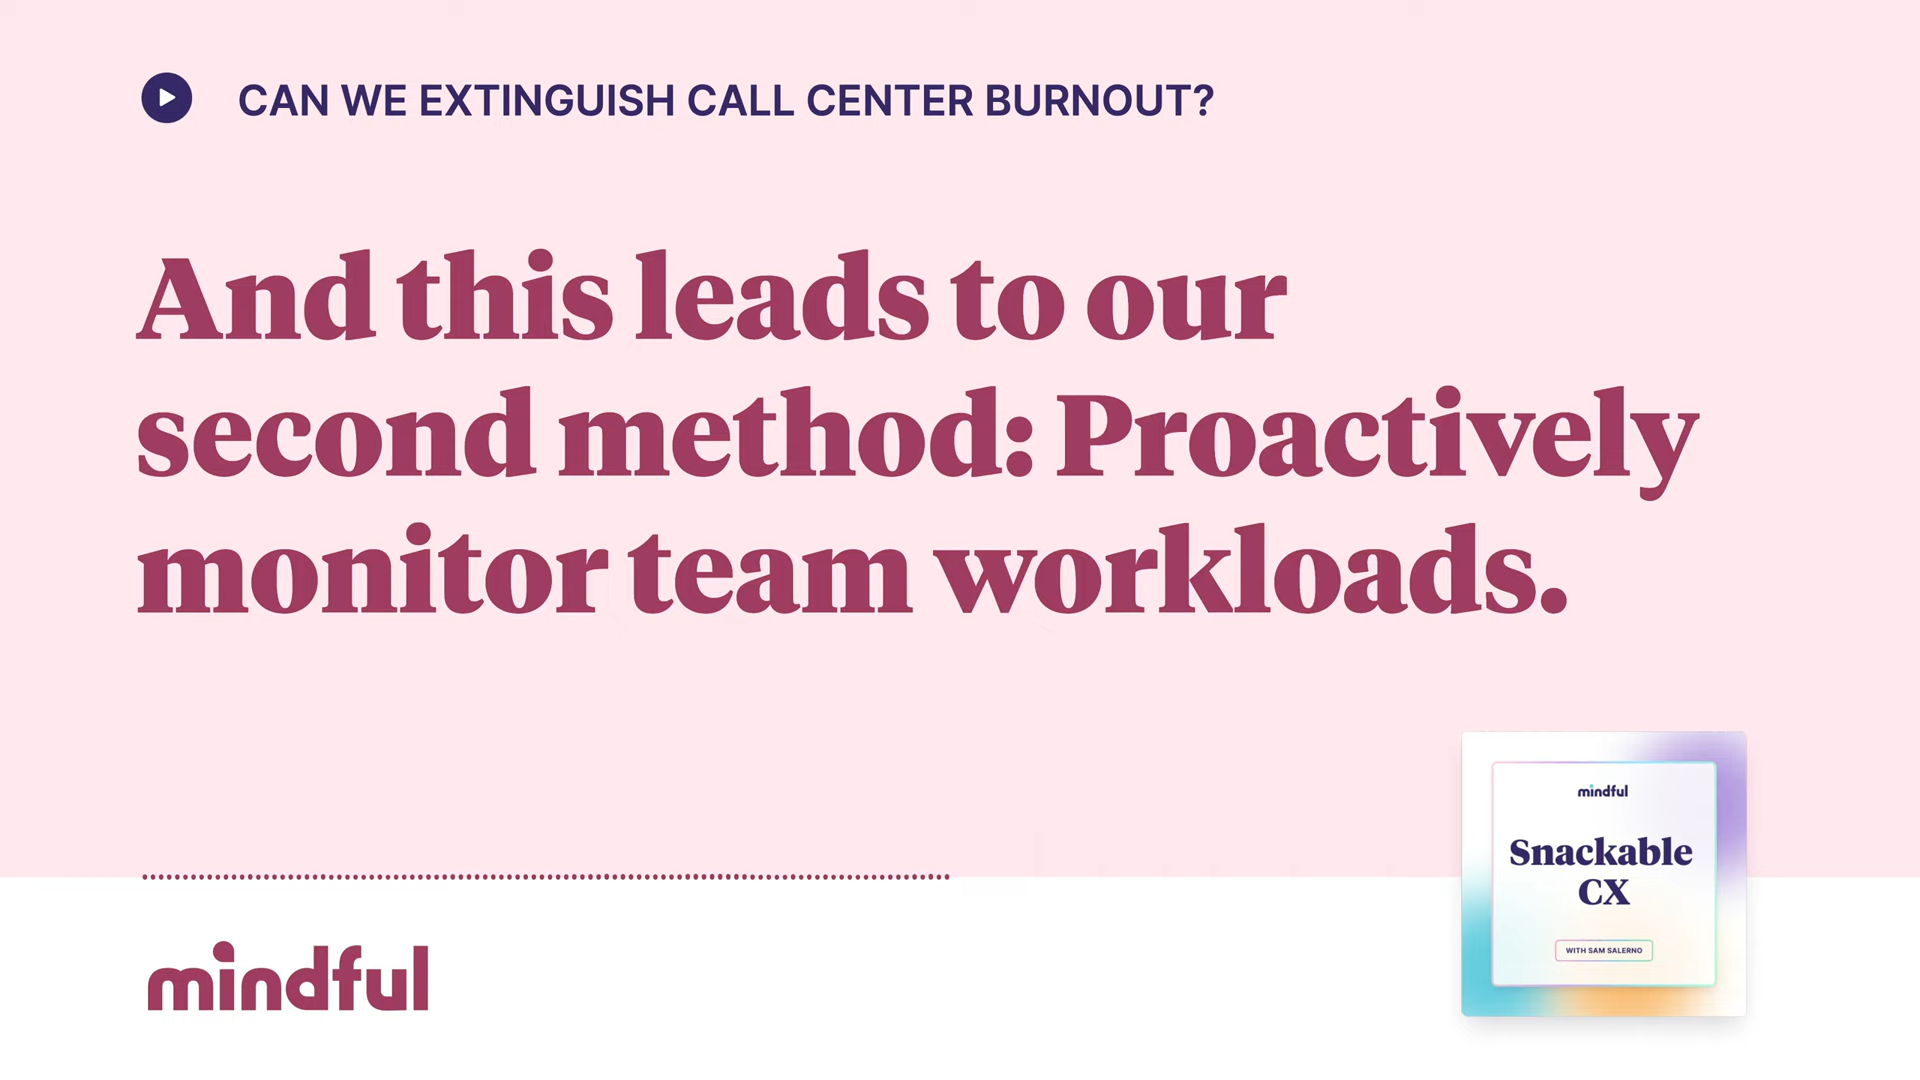 CAN WE EXTINGUISH CALL CENTER BURNOUT?
And this leads to our
second method: Proactively
monitor team workloads.
mindful
Snackable
CX
WITH SAM SALERNO
mindful